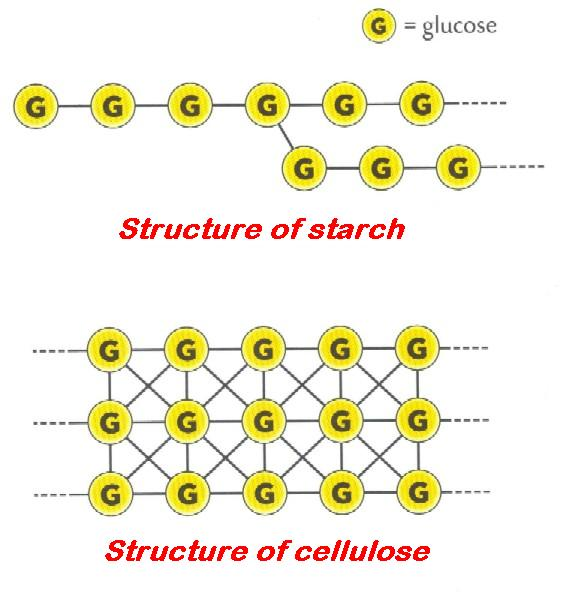 G = glucose
G G G G G G
G G G
Structure of starch
G G G G G
G G G G G
G G G G G
Structure of cellulose